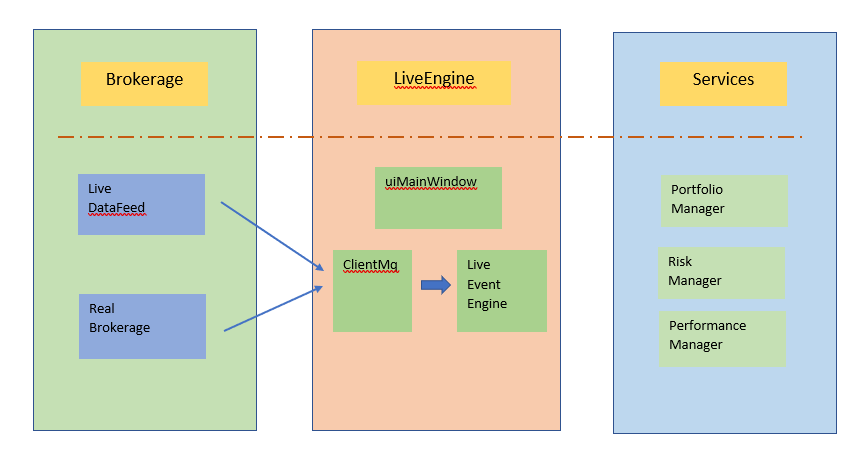 Brokerage
LiveEngine
Services
Live
DataFeed
Real
Brokerage
uiMainWindow
ClientMq
Live
Event
Engine
Portfolio
Manager
Risk
Manager
Performance
Manager